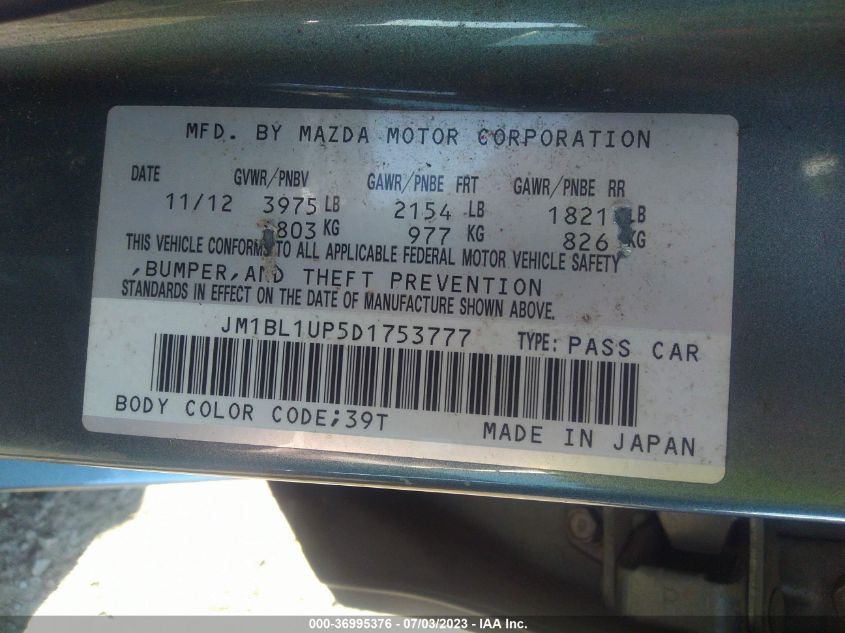 MFD. BY MAZDA MOTOR CORPORATION
DATE GVWR/PNBV GAWR/PNBE FRT GAWR/PNBE RR
11/12 3975 LB 2154 LB 1821 LB
803 KG 977 KG 826 KG
THIS VEHICLE CONFORMS TO ALL APPLICABLE FEDERAL MOTOR VEHICLE SAFETY
,BUMPER,AND THEFT PREVENTION
STANDARDS IN EFFECT ON THE DATE OF MANUFACTURE SHOWN ABOVE.
JM1BL1UP5D1753777 TYPE: PASS CAR
BODY COLOR CODE;39T
MADE IN JAPAN
000-36995376 - 07/03/2023 - IAA Inc.